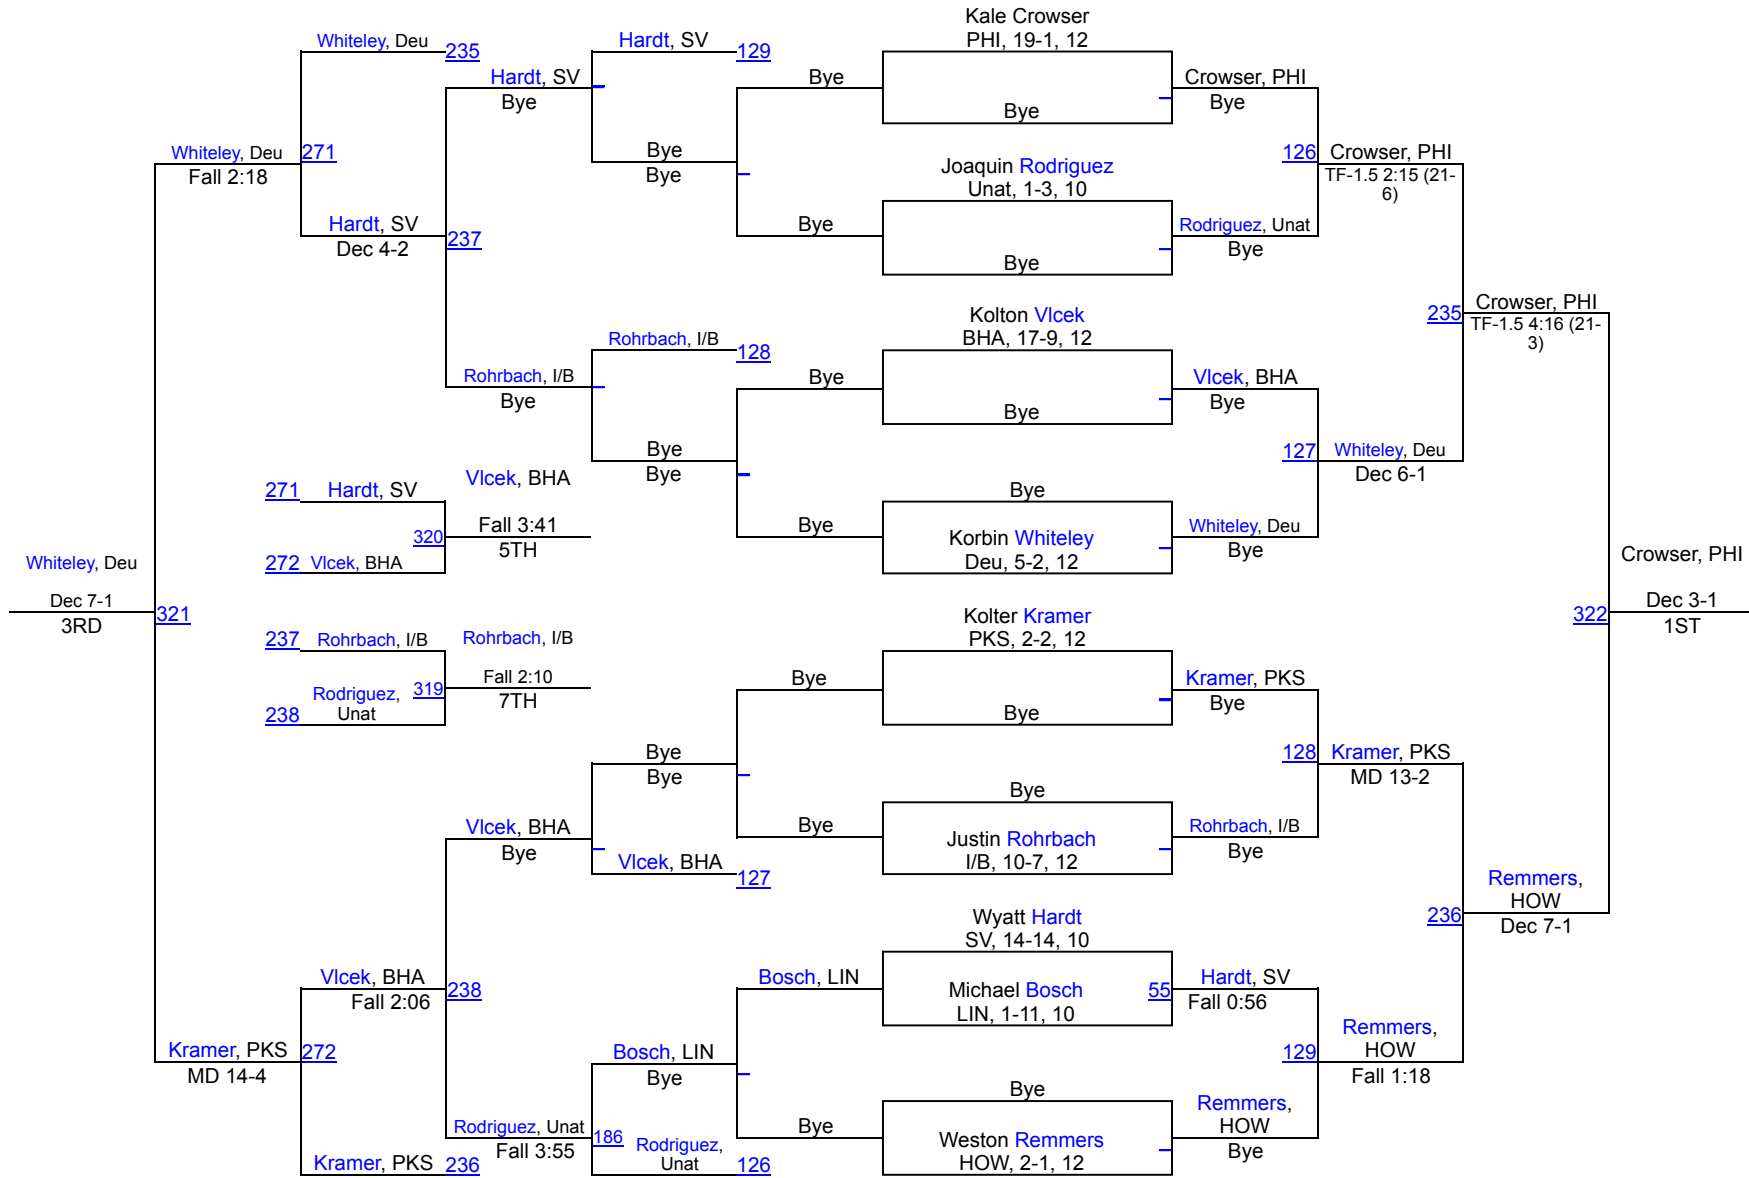 Whiteley, Deu
Dec 7-1
3RD
321
Whiteley, Deu
Fall 2:18
Kramer, PKS
MD 14-4
Whiteley, Deu
235
271
Hardt, SV
Dec 4-2
237
271
Hardt, SV
272
Vlcek, BHA
320
Vlcek, BHA
Fall 3:41
5TH
237
Rohrbach, I/B
238
Rodriguez,
Unat
319
Rohrbach, I/B
Fall 2:10
7TH
Vlcek, BHA
Fall 2:06
238
272
Kramer, PKS
236
Hardt, SV
Bye
Rohrbach, I/B
Bye
Vlcek, BHA
Bye
Rodriguez, Unat
Fall 3:55
186
Hardt, SV
129
Bye
Bye
Rohrbach, I/B
128
Bye
Bye
Bye
Bye
Vlcek, BHA
127
Bosch, LIN
Bye
Rodriguez,
Unat
126
Bye
Bye
Bye
Bye
Bye
Bye
Bosch, LIN
Bye
Kale Crowser
PHI, 19-1, 12
Bye
Joaquin Rodriguez
Unat, 1-3, 10
Bye
Kolton Vlcek
BHA, 17-9, 12
Bye
Bye
Korbin Whiteley
Deu, 5-2, 12
Kolter Kramer
PKS, 2-2, 12
Bye
Bye
Justin Rohrbach
I/B, 10-7, 12
Wyatt Hardt
SV, 14-14, 10
Michael Bosch
LIN, 1-11, 10
55
Bye
Weston Remmers
HOW, 2-1, 12
Crowser, PHI
Bye
Rodriguez, Unat
Bye
Vlcek, BHA
Bye
Whiteley, Deu
Bye
Kramer, PKS
Bye
Rohrbach, I/B
Bye
Hardt, SV
Fall 0:56
Remmers,
HOW
Bye
126
Crowser, PHI
TF-1.5 2:15 (21-
6)
127
Whiteley, Deu
Dec 6-1
128
Kramer, PKS
MD 13-2
129
Remmers,
HOW
Fall 1:18
235
Crowser, PHI
TF-1.5 4:16 (21-
3)
236
Remmers,
HOW
Dec 7-1
322
Crowser, PHI
Dec 3-1
1ST